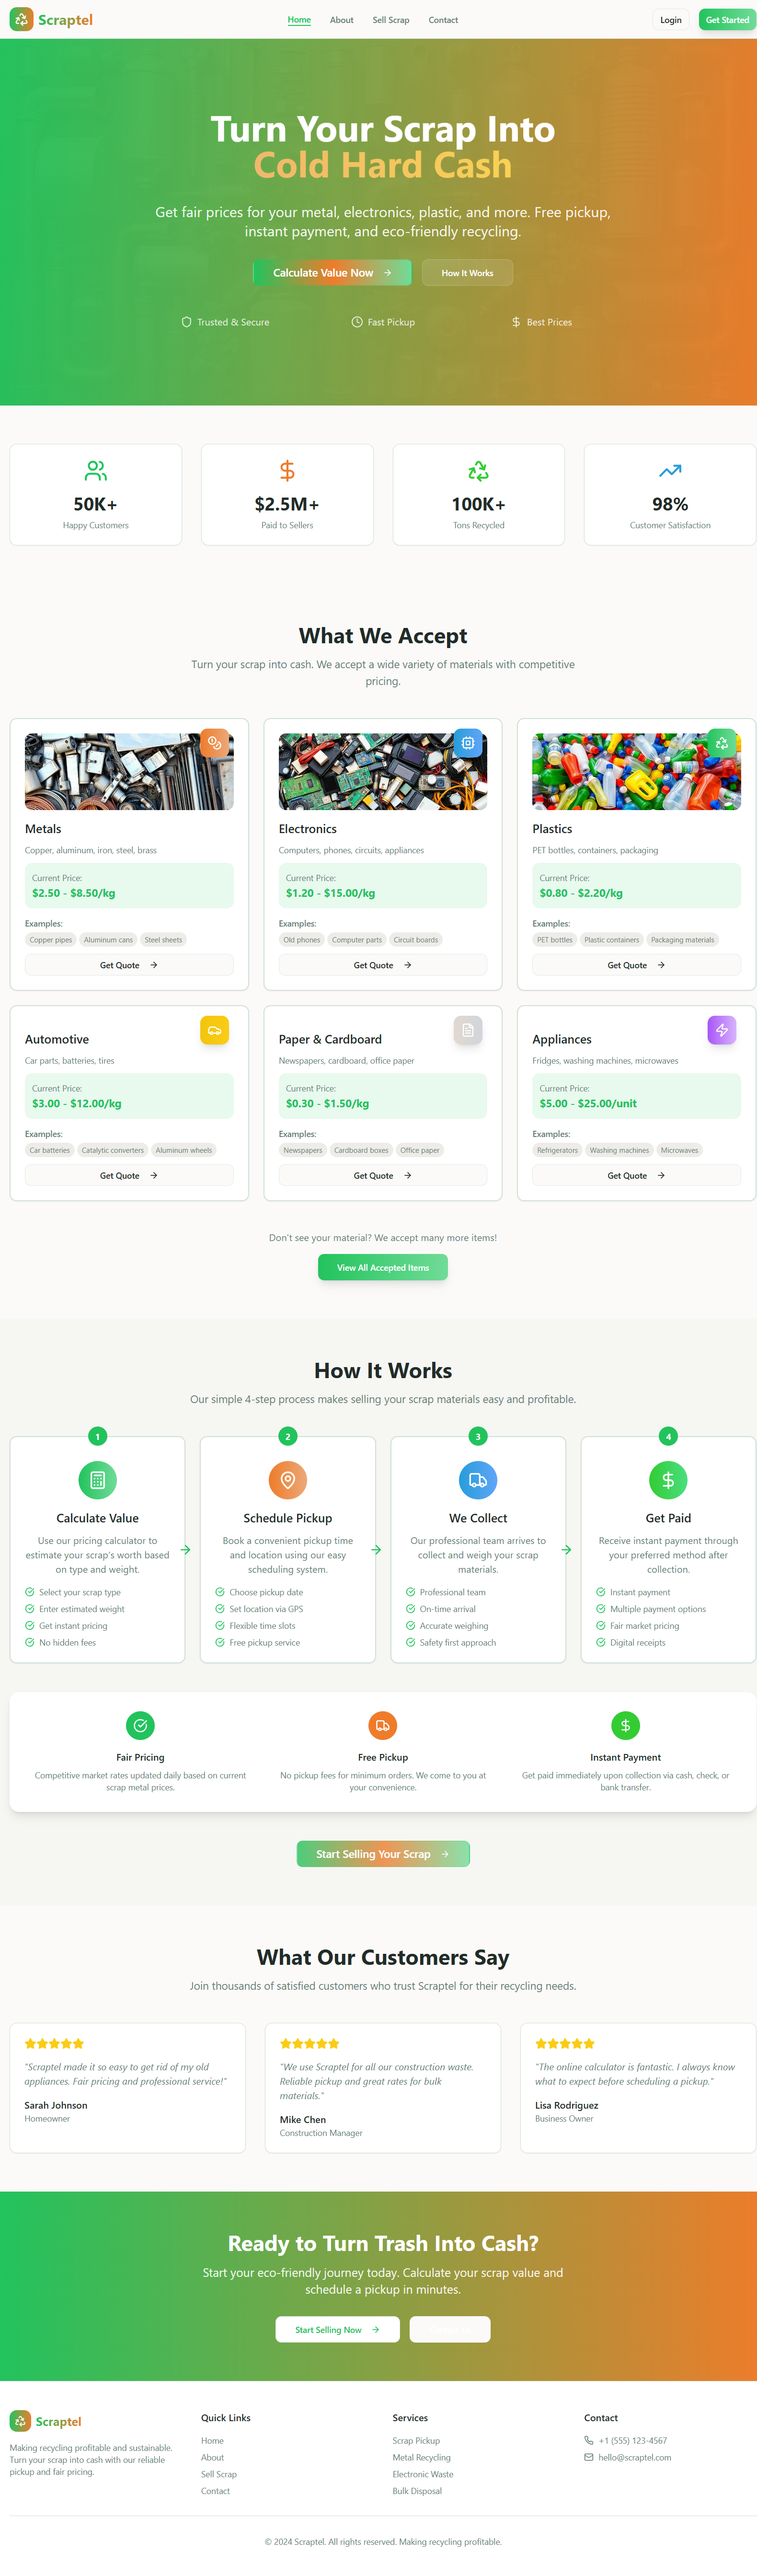 Scraptel
Home
About
Sell Scrap
Contact
Login
Get Started
Turn Your Scrap Into
Cold Hard Cash
Get fair prices for your metal, electronics, plastic, and more. Free pickup,
instant payment, and eco-friendly recycling.
Calculate Value Now
How It Works
Trusted & Secure
Fast Pickup
Best Prices
50K+
Happy Customers
$2.5M+
Paid to Sellers
100K+
Tons Recycled
98%
Customer Satisfaction
What We Accept
Turn your scrap into cash. We accept a wide variety of materials with competitive
pricing.
Metals
Copper, aluminum, iron, steel, brass
Current Price:
$2.50 - $8.50/kg
Examples:
Copper pipes
Aluminum cans
Steel sheets
Get Quote
Electronics
Computers, phones, circuits, appliances
Current Price:
$1.20 - $15.00/kg
Examples:
Old phones
Computer parts
Circuit boards
Get Quote
Plastics
PET bottles, containers, packaging
Current Price:
$0.80 - $2.20/kg
Examples:
PET bottles
Plastic containers
Packaging materials
Get Quote
Automotive
Car parts, batteries, tires
Current Price:
$3.00 - $12.00/kg
Examples:
Car batteries
Catalytic converters
Aluminum wheels
Get Quote
Paper & Cardboard
Newspapers, cardboard, office paper
Current Price:
$0.30 - $1.50/kg
Examples:
Newspapers
Cardboard boxes
Office paper
Get Quote
Appliances
Fridges, washing machines, microwaves
Current Price:
$5.00 - $25.00/unit
Examples:
Refrigerators
Washing machines
Microwaves
Get Quote
Don't see your material? We accept many more items!
View All Accepted Items
How It Works
Our simple 4-step process makes selling your scrap materials easy and profitable.
1
Calculate Value
Use our pricing calculator to
estimate your scrap's worth based
on type and weight.
Select your scrap type
Enter estimated weight
Get instant pricing
No hidden fees
2
Schedule Pickup
Book a convenient pickup time
and location using our easy
scheduling system.
Choose pickup date
Set location via GPS
Flexible time slots
Free pickup service
3
We Collect
Our professional team arrives to
collect and weigh your scrap
materials.
Professional team
On-time arrival
Accurate weighing
Safety first approach
4
Get Paid
Receive instant payment through
your preferred method after
collection.
Instant payment
Multiple payment options
Fair market pricing
Digital receipts
Fair Pricing
Competitive market rates updated daily based on current
scrap metal prices.
Free Pickup
No pickup fees for minimum orders. We come to you at
your convenience.
Instant Payment
Get paid immediately upon collection via cash, check, or
bank transfer.
Start Selling Your Scrap
What Our Customers Say
Join thousands of satisfied customers who trust Scraptel for their recycling needs.
"Scraptel made it so easy to get rid of my old
appliances. Fair pricing and professional service!"
Sarah Johnson
Homeowner
"We use Scraptel for all our construction waste.
Reliable pickup and great rates for bulk
materials."
Mike Chen
Construction Manager
"The online calculator is fantastic. I always know
what to expect before scheduling a pickup."
Lisa Rodriguez
Business Owner
Ready to Turn Trash Into Cash?
Start your eco-friendly journey today. Calculate your scrap value and
schedule a pickup in minutes.
Start Selling Now
Scraptel
Making recycling profitable and sustainable.
Turn your scrap into cash with our reliable
pickup and fair pricing.
Quick Links
Home
About
Sell Scrap
Contact
Services
Scrap Pickup
Metal Recycling
Electronic Waste
Bulk Disposal
Contact
+1 (555) 123-4567
hello@scraptel.com
© 2024 Scraptel. All rights reserved. Making recycling profitable.